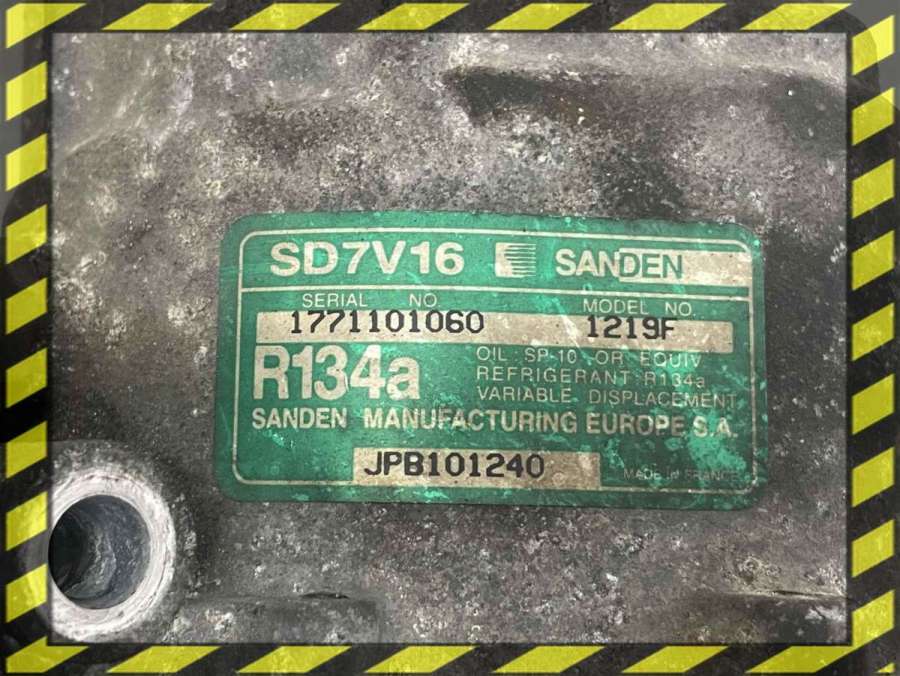 SD7V16 SANDEN
SERIAL NO. MODEL NO.
1771101060 1219F
R134a
OIL : SP-10 OR EQUIV
REFRIGERANT : R134a
VARIABLE DISPLACEMENT
SANDEN MANUFACTURING EUROPE S.A.
JPB101240
MADE IN FRANCE